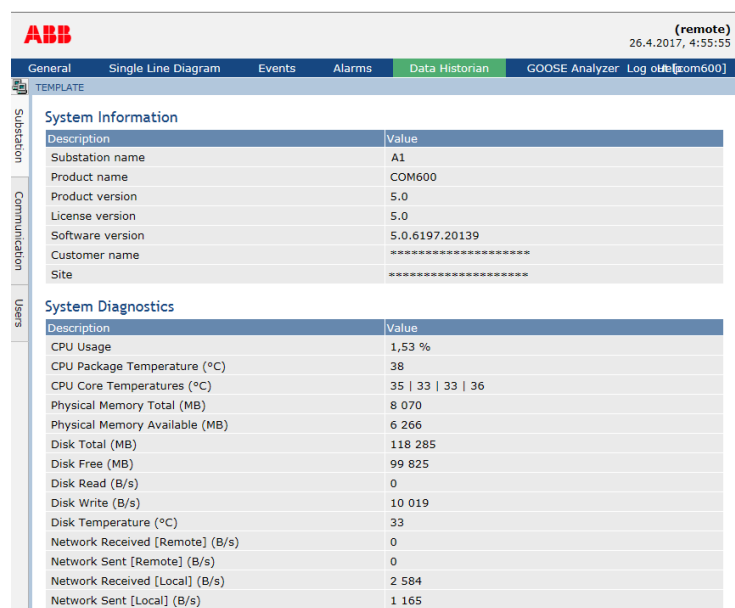 ABB
(remote)
26.4.2017, 4:55:55
General Single Line Diagram Events Alarms Data Historian GOOSE Analyzer Log out [com600]
TEMPLATE
Substation
Communication
Users
System Information
Description Value
Substation name A1
Product name COM600
Product version 5.0
License version 5.0
Software version 5.0.6197.20139
Customer name ********************
Site ********************
System Diagnostics
Description Value
CPU Usage 1,53 %
CPU Package Temperature (°C) 38
CPU Core Temperatures (°C) 35 | 33 | 33 | 36
Physical Memory Total (MB) 8 070
Physical Memory Available (MB) 6 266
Disk Total (MB) 118 285
Disk Free (MB) 99 825
Disk Read (B/s) 0
Disk Write (B/s) 10 019
Disk Temperature (°C) 33
Network Received [Remote] (B/s) 0
Network Sent [Remote] (B/s) 0
Network Received [Local] (B/s) 2 584
Network Sent [Local] (B/s) 1 165